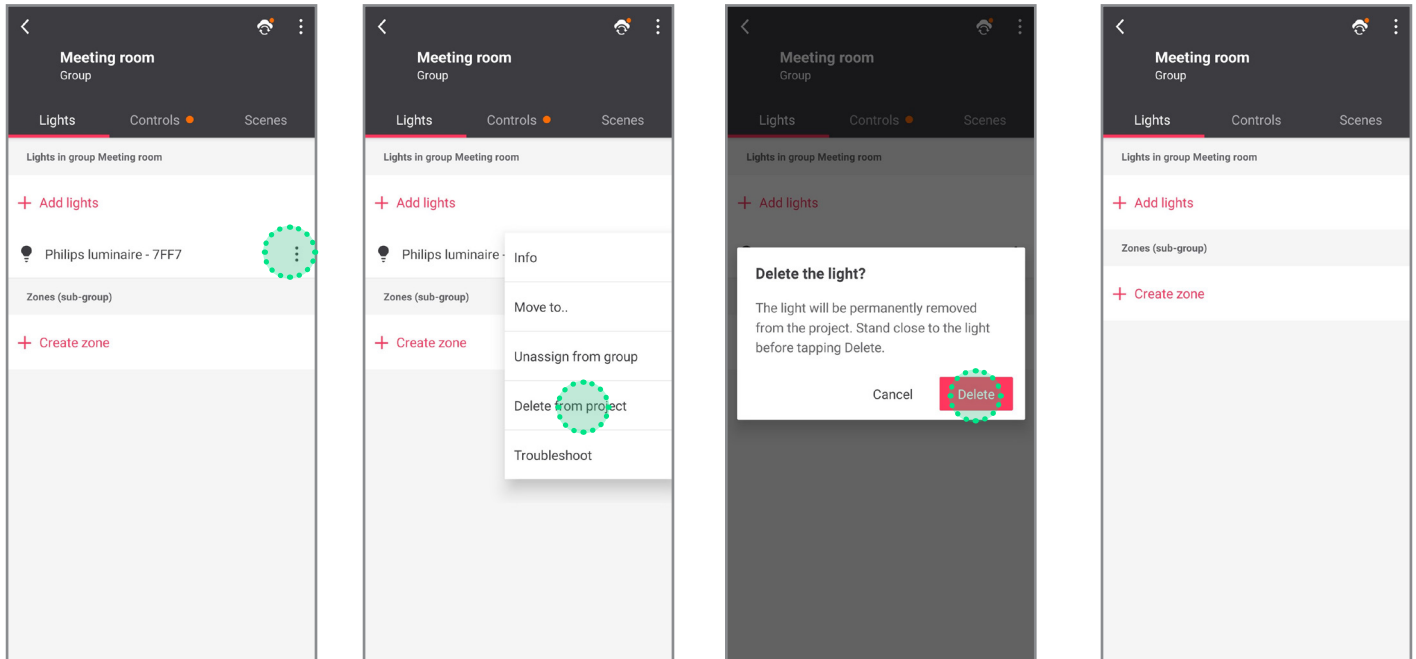 Meeting room
Group
Lights Controls Scenes
Lights in group Meeting room
+ Add lights
Philips luminaire - 7FF7
Zones (sub-group)
+ Create zone
Meeting room
Group
Lights Controls Scenes
Lights in group Meeting room
+ Add lights
Philips luminaire -
Info
Zones (sub-group)
Move to..
+ Create zone
Unassign from group
Delete from project
Troubleshoot
Meeting room
Group
Lights Controls Scenes
Lights in group Meeting room
+ Add lights
Delete the light?
The light will be permanently removed
from the project. Stand close to the light
before tapping Delete.
Cancel Delete
Meeting room
Group
Lights Controls Scenes
Lights in group Meeting room
+ Add lights
Zones (sub-group)
+ Create zone